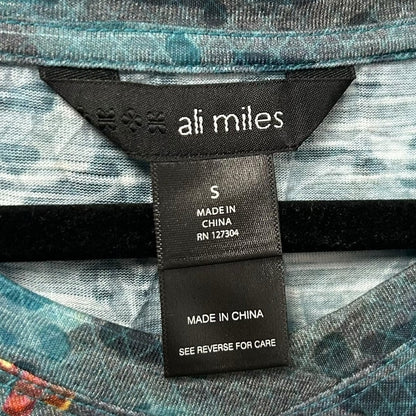 ali miles
S
MADE IN
CHINA
RN 127304
MADE IN CHINA
SEE REVERSE FOR CARE